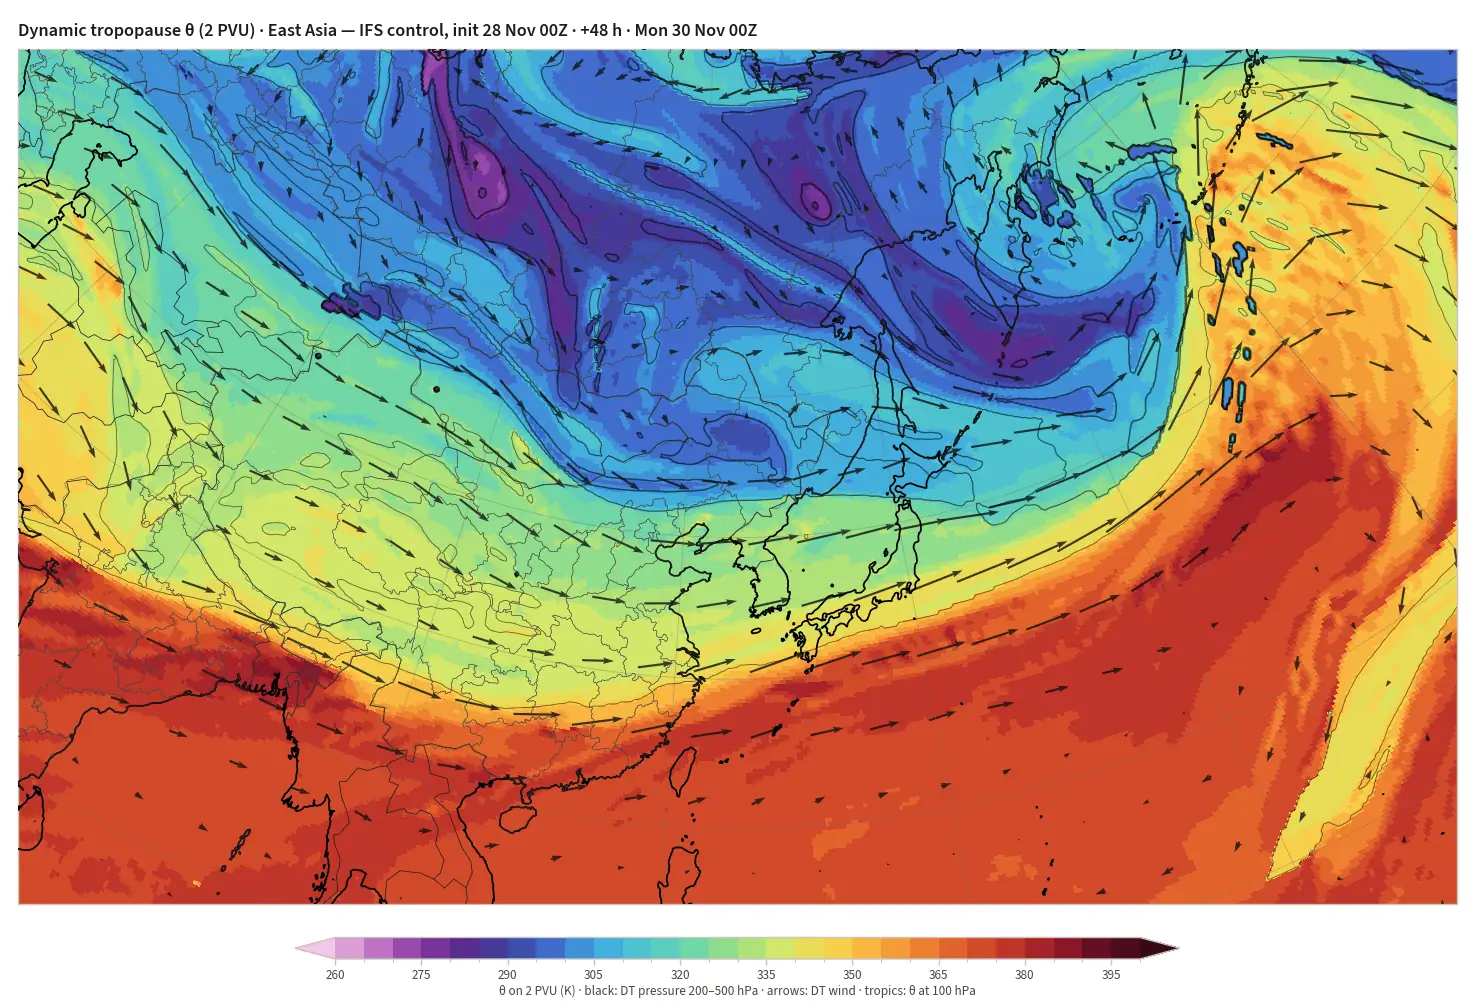 Dynamic tropopause θ (2 PVU) · East Asia — IFS control, init 28 Nov 00Z · +48 h · Mon 30 Nov 00Z
260 275 290 305 320 335 350 365 380 395
θ on 2 PVU (K) · black: DT pressure 200–500 hPa · arrows: DT wind · tropics: θ at 100 hPa